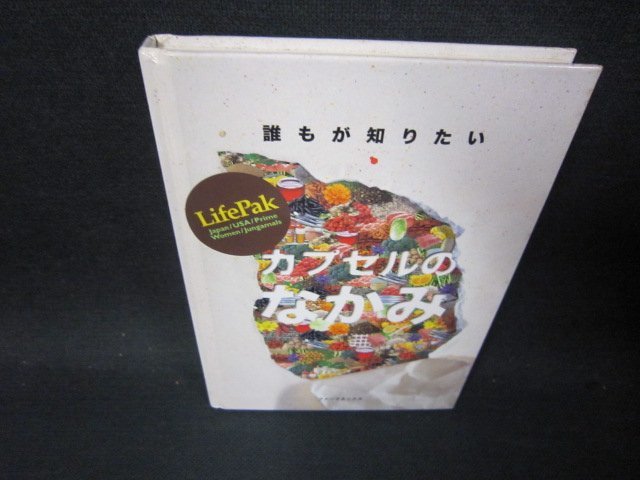 誰もが知りたい
LifePak
Japan/USA/Prime
Women/Jungamals
カプセルの
なかみ